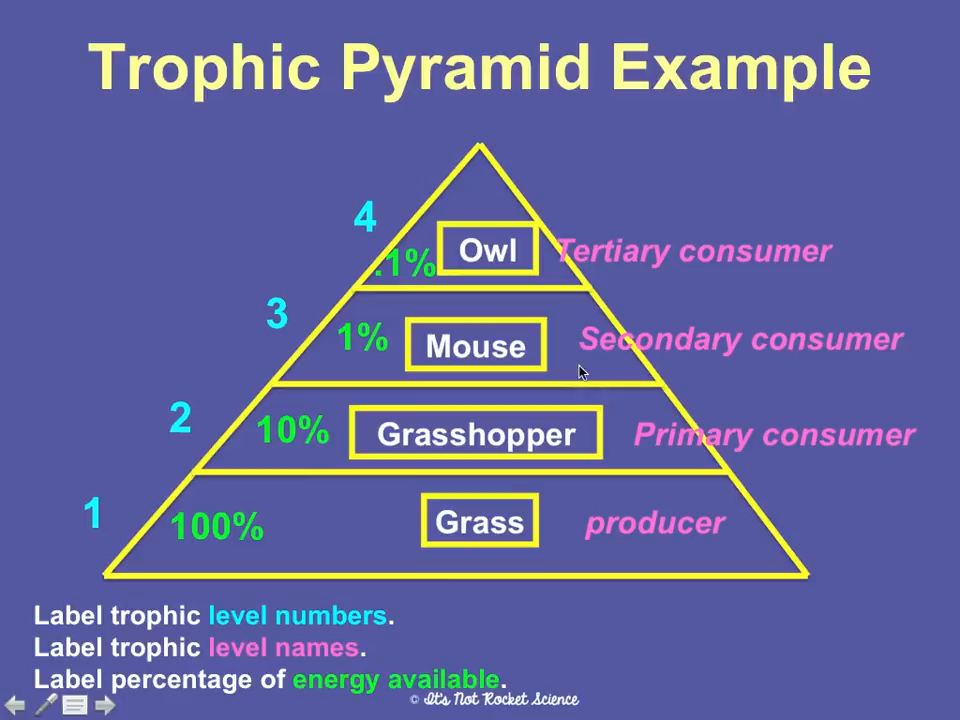 Trophic Pyramid Example
4
.1%
Owl
Tertiary consumer
3
1%
Mouse
Secondary consumer
2
10%
Grasshopper
Primary consumer
1
100%
Grass
producer
Label trophic level numbers.
Label trophic level names.
Label percentage of energy available.
© It's Not Rocket Science